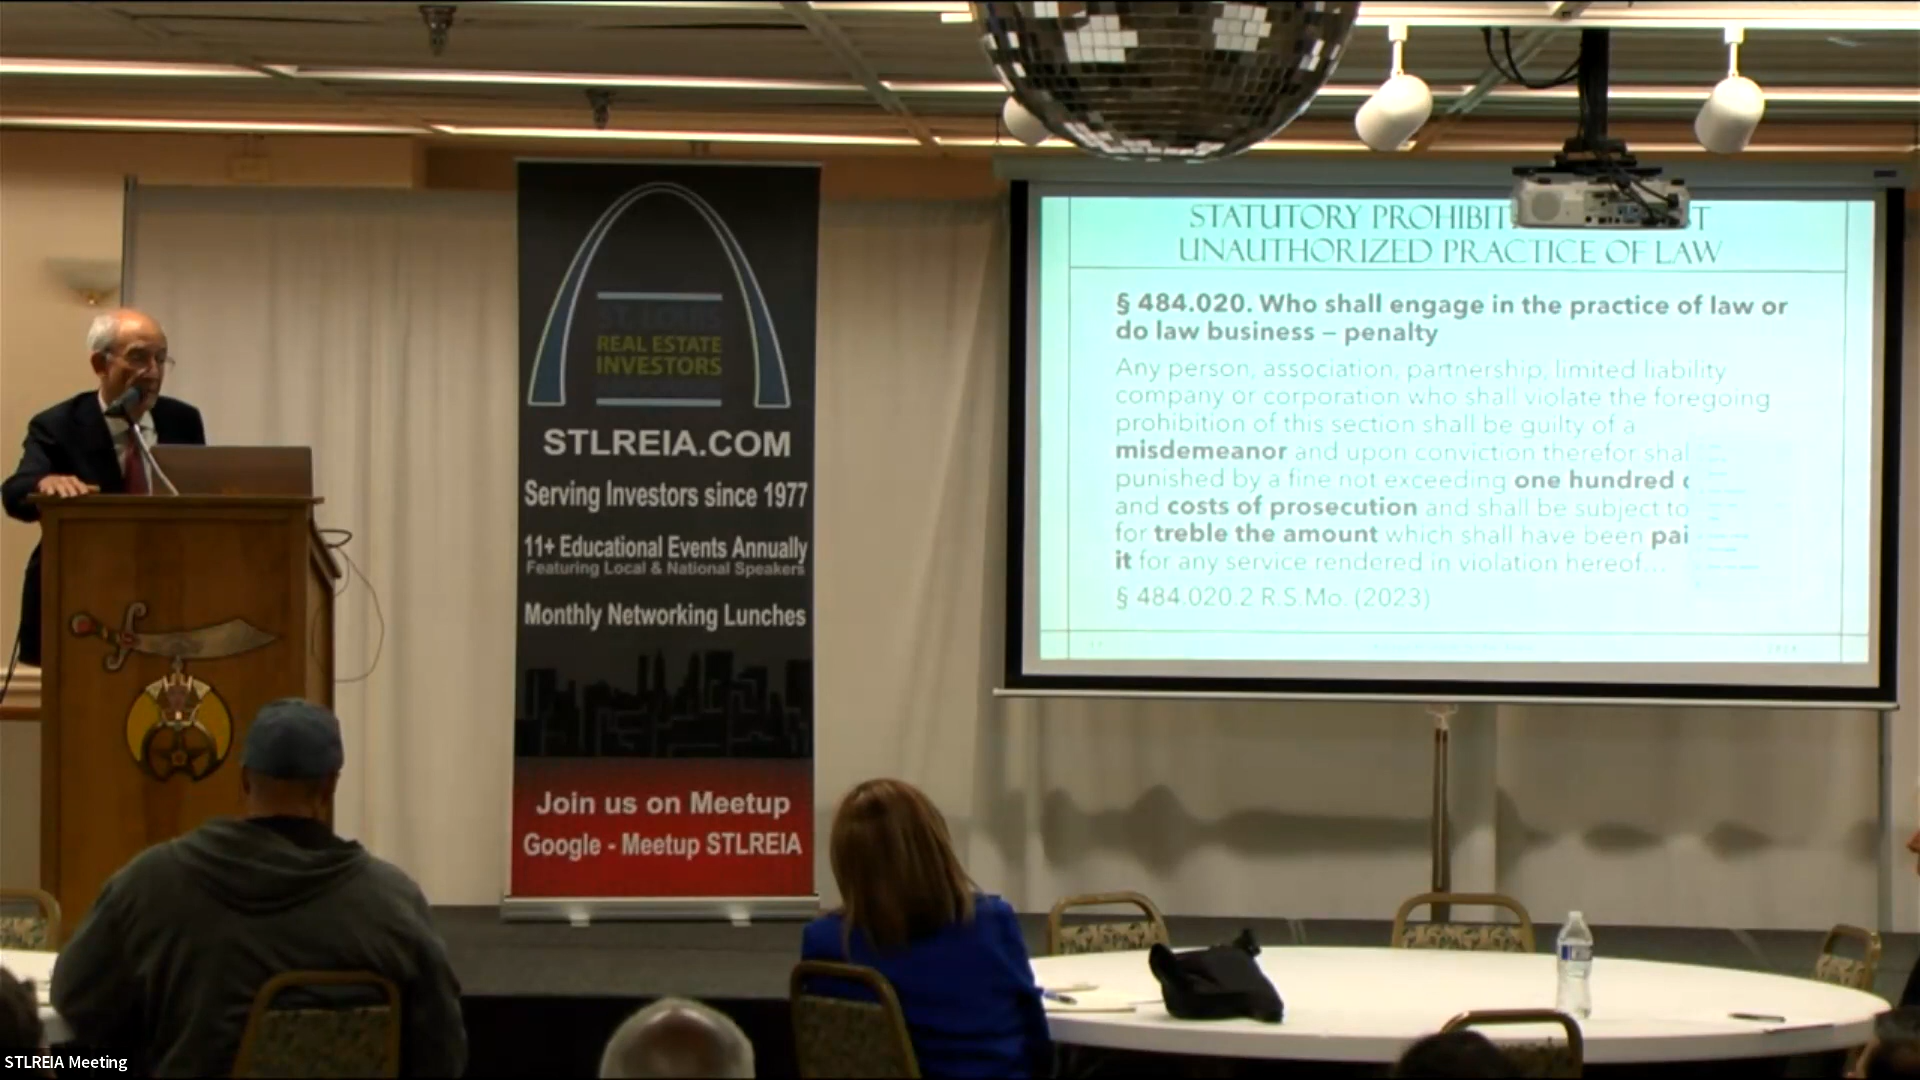 ST. LOUIS
REAL ESTATE
INVESTORS
STLREIA.COM
Serving Investors since 1977
11+ Educational Events Annually
Featuring Local & National Speakers
Monthly Networking Lunches
Join us on Meetup
Google - Meetup STLREIA
STATUTORY PROHIBIT
UNAUTHORIZED PRACTICE OF LAW
§ 484.020. Who shall engage in the practice of law or
do law business – penalty
Any person, association, partnership, limited liability
company or corporation who shall violate the foregoing
prohibition of this section shall be guilty of a
misdemeanor and upon conviction therefor shal
punished by a fine not exceeding one hundred
and costs of prosecution and shall be subject to
for treble the amount which shall have been pai
it for any service rendered in violation hereof...
§ 484.020.2 R.S.Mo. (2023)
STLREIA Meeting